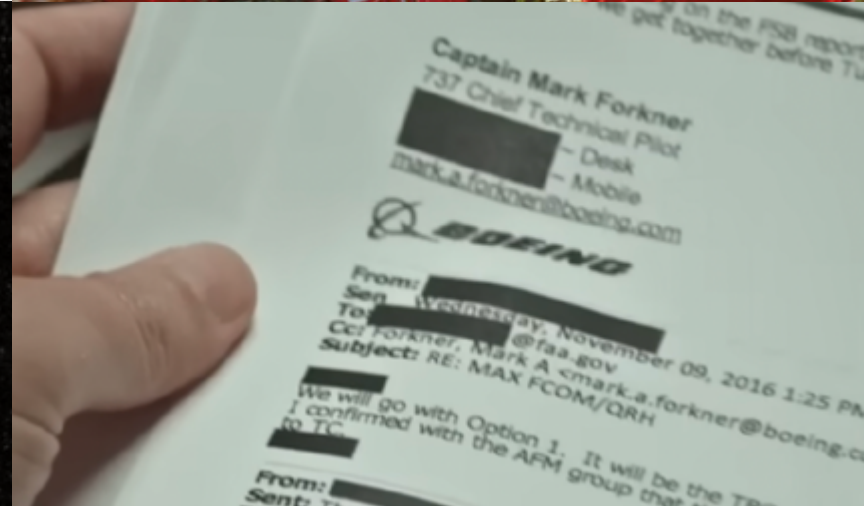 on the FSB report
We get together before Tu
Captain Mark Forkner
737 Chief Technical Pilot
– Desk
– Mobile
mark.a.forkner@boeing.com
BOEING
From:
Sen Wednesday, November 09, 2016 1:25 PM
To: @faa.gov
Cc: Forkner, Mark A <mark.a.forkner@boeing.co
Subject: RE: MAX FCOM/QRH
We will go with Option 1. It will be the
I confirmed with the AFM group that
to TC.
From:
Sent: